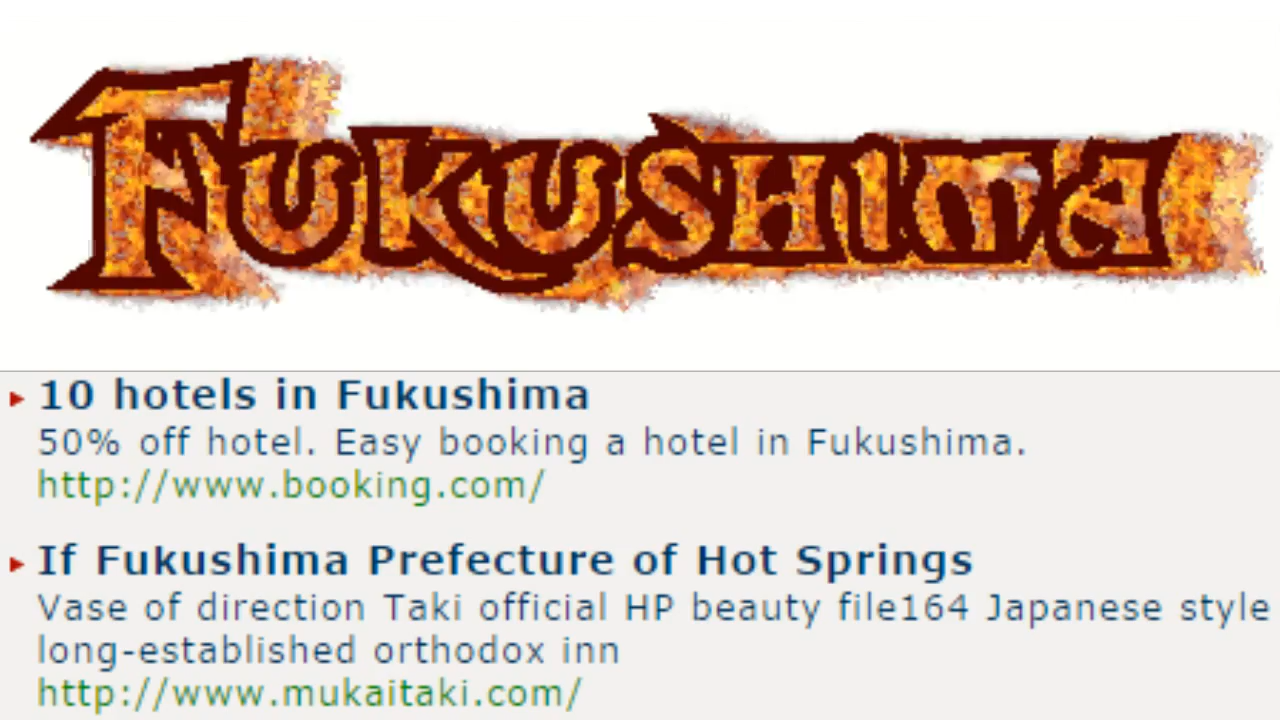 Fukushima
10 hotels in Fukushima
50% off hotel. Easy booking a hotel in Fukushima.
http://www.booking.com/
If Fukushima Prefecture of Hot Springs
Vase of direction Taki official HP beauty file164 Japanese style
long-established orthodox inn
http://www.mukaitaki.com/